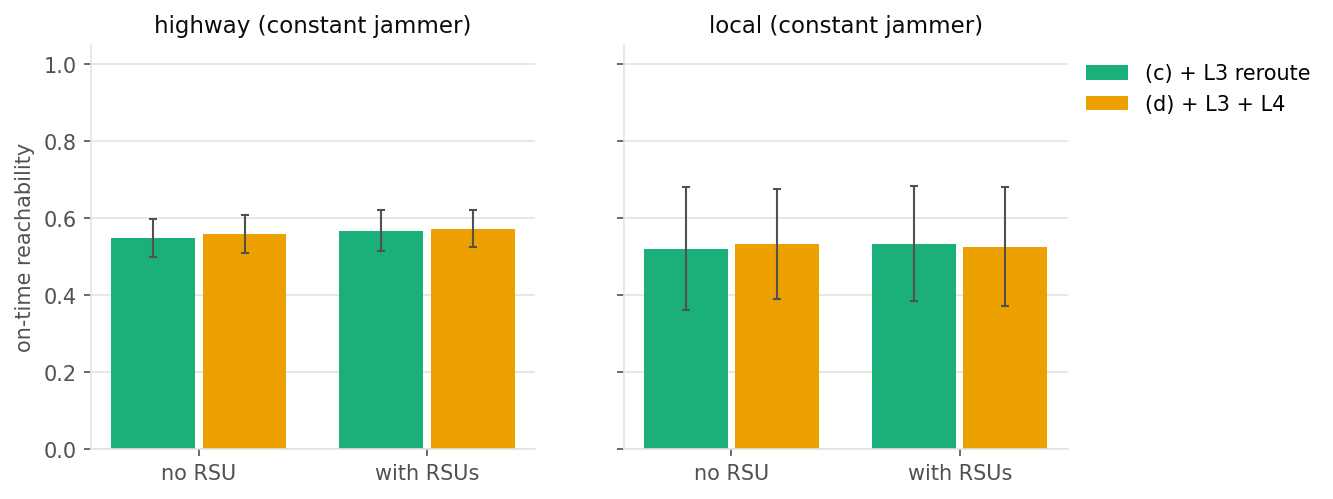 highway (constant jammer)
local (constant jammer)
(c) + L3 reroute
(d) + L3 + L4
on-time reachability
1.0
0.8
0.6
0.4
0.2
0.0
no RSU
with RSUs
no RSU
with RSUs